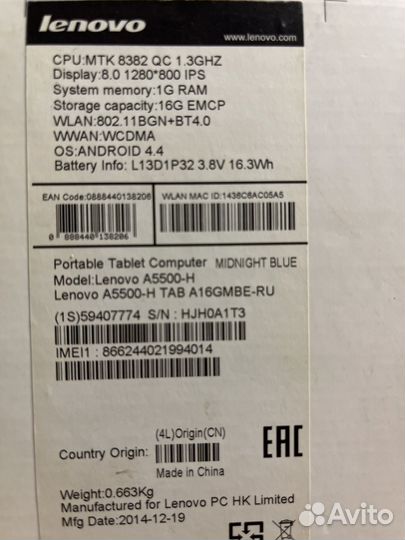 lenovo
www.lenovo.com
CPU:MTK 8382 QC 1.3GHZ
Display:8.0 1280*800 IPS
System memory:1G RAM
Storage capacity:16G EMCP
WLAN:802.11BGN+BT4.0
WWAN:WCDMA
OS:ANDROID 4.4
Battery Info: L13D1P32 3.8V 16.3Wh
EAN Code:0888440138206
WLAN MAC ID:1436C6AC05A5
0 888440 138206
Portable Tablet Computer MIDNIGHT BLUE
Model:Lenovo A5500-H
Lenovo A5500-H TAB A16GMBE-RU
(1S)59407774 S/N : HJH0A1T3
IMEI1 : 866244021994014
(4L)Origin(CN)
Country Origin:
Made in China
EAC
Weight:0.663Kg
Manufactured for Lenovo PC HK Limited
Mfg Date:2014-12-19
Avito